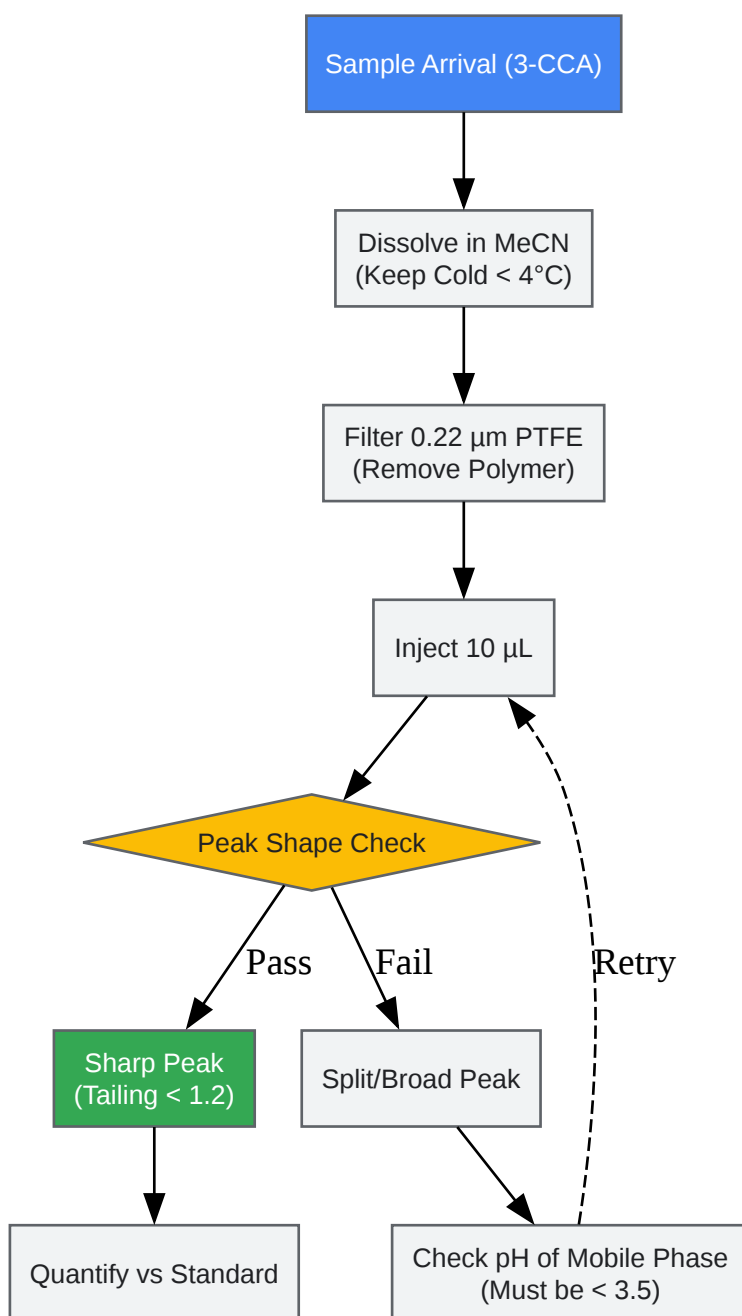 Sample Arrival (3-CCA)
Dissolve in MeCN
(Keep Cold < 4°C)
Filter 0.22 µm PTFE
(Remove Polymer)
Inject 10 µL
Peak Shape Check
Pass
Fail
Retry
Sharp Peak
(Tailing < 1.2)
Split/Broad Peak
Quantify vs Standard
Check pH of Mobile Phase
(Must be < 3.5)